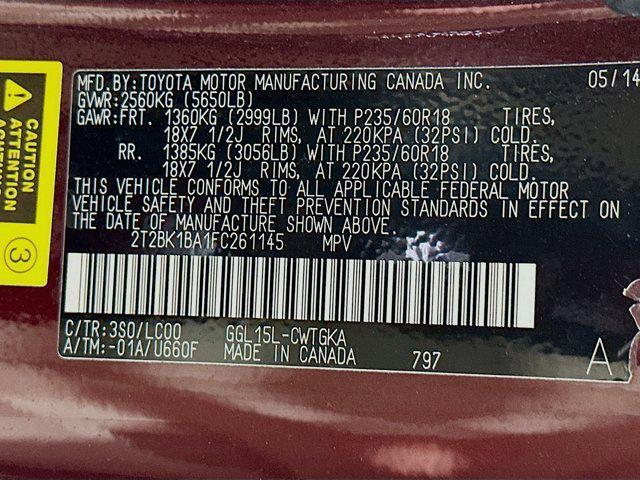 MFD.BY:TOYOTA MOTOR MANUFACTURING CANADA INC. 05/14
GVWR:2560KG (5650LB)
GAWR:FRT. 1360KG (2999LB) WITH P235/60R18 TIRES,
18X7 1/2J RIMS, AT 220KPA (32PSI) COLD.
RR. 1385KG (3056LB) WITH P235/60R18 TIRES,
18X7 1/2J RIMS, AT 220KPA (32PSI) COLD.
THIS VEHICLE CONFORMS TO ALL APPLICABLE FEDERAL MOTOR
VEHICLE SAFETY AND THEFT PREVENTION STANDARDS IN EFFECT ON
THE DATE OF MANUFACTURE SHOWN ABOVE.
2T2BK1BA1FC261145 MPV
C/TR:3S0/LC00 GGL15L-CWTGKA
A/TM:-01A/U660F MADE IN CANADA 797 A
CAUTION
ATTENTION
3